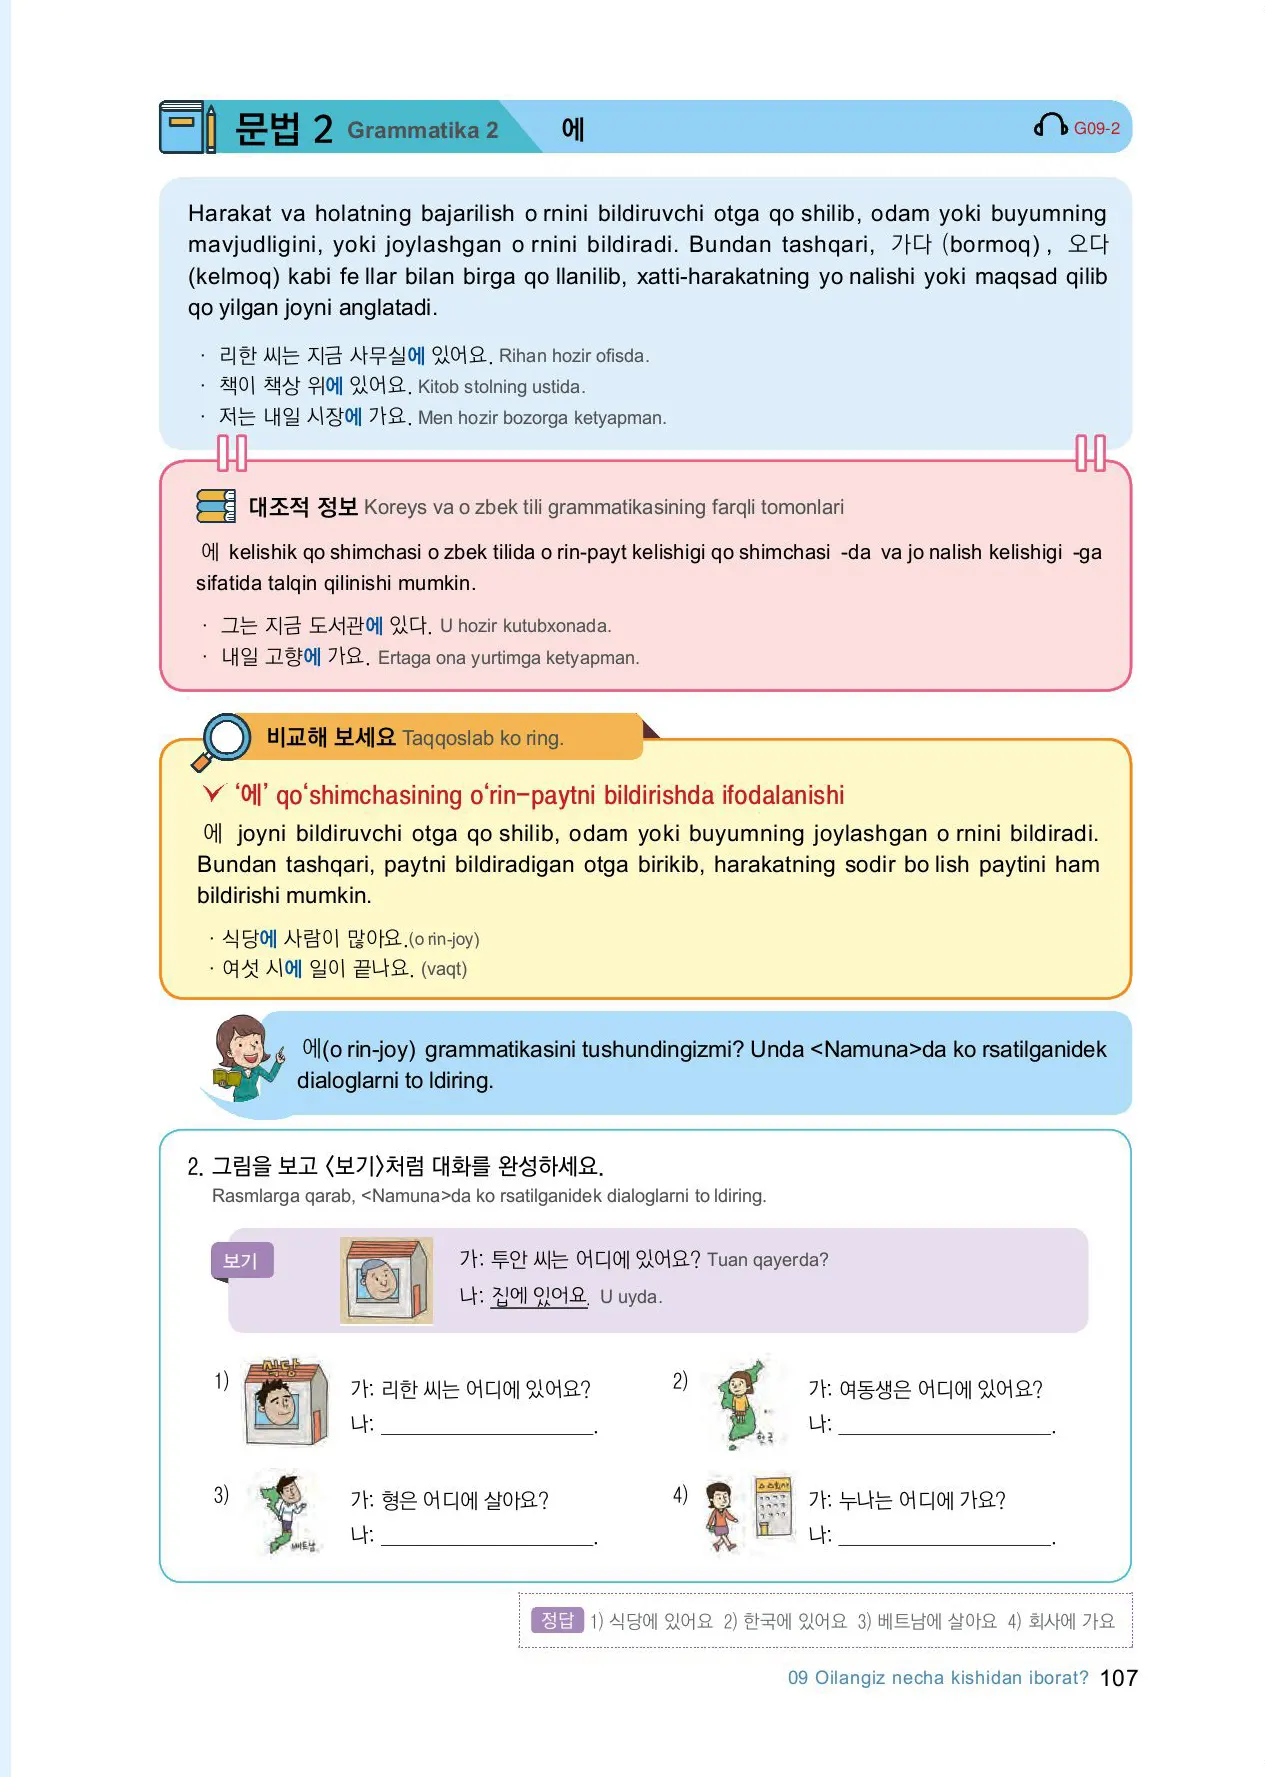 문법 2 Grammatika 2 에 G09-2
Harakat va holatning bajarilish o rnini bildiruvchi otga qo shilib, odam yoki buyumning
mavjudligini, yoki joylashgan o rnini bildiradi. Bundan tashqari, 가다 (bormoq) , 오다
(kelmoq) kabi fe llar bilan birga qo llanilib, xatti-harakatning yo nalishi yoki maqsad qilib
qo yilgan joyni anglatadi.
· 리한 씨는 지금 사무실에 있어요. Rihan hozir ofisda.
· 책이 책상 위에 있어요. Kitob stolning ustida.
· 저는 내일 시장에 가요. Men hozir bozorga ketyapman.
대조적 정보 Koreys va o zbek tili grammatikasining farqli tomonlari
에 kelishik qo shimchasi o zbek tilida o rin-payt kelishigi qo shimchasi -da va jo nalish kelishigi -ga
sifatida talqin qilinishi mumkin.
· 그는 지금 도서관에 있다. U hozir kutubxonada.
· 내일 고향에 가요. Ertaga ona yurtimga ketyapman.
비교해 보세요 Taqqoslab ko ring.
‘에’ qo‘shimchasining o‘rin-paytni bildirishda ifodalanishi
에 joyni bildiruvchi otga qo shilib, odam yoki buyumning joylashgan o rnini bildiradi.
Bundan tashqari, paytni bildiradigan otga birikib, harakatning sodir bo lish paytini ham
bildirishi mumkin.
· 식당에 사람이 많아요.(o rin-joy)
· 여섯 시에 일이 끝나요. (vaqt)
에(o rin-joy) grammatikasini tushundingizmi? Unda <Namuna>da ko rsatilganidek
dialoglarni to ldiring.
2. 그림을 보고 〈보기〉처럼 대화를 완성하세요.
Rasmlarga qarab, <Namuna>da ko rsatilganidek dialoglarni to ldiring.
보기
가: 투안 씨는 어디에 있어요? Tuan qayerda?
나: 집에 있어요. U uyda.
1) 식당 가: 리한 씨는 어디에 있어요?
나: ____________________.
2) 한국 가: 여동생은 어디에 있어요?
나: ____________________.
3) 베트남 가: 형은 어디에 살아요?
나: ____________________.
4) 가: 누나는 어디에 가요?
나: ____________________.
정답 1) 식당에 있어요 2) 한국에 있어요 3) 베트남에 살아요 4) 회사에 가요
09 Oilangiz necha kishidan iborat? 107